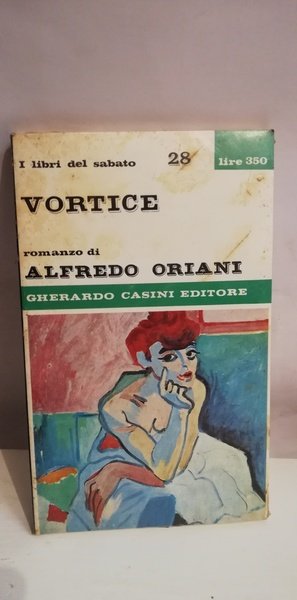 I libri del sabato 28 lire 350
VORTICE
romanzo di
ALFREDO ORIANI
GHERARDO CASINI EDITORE